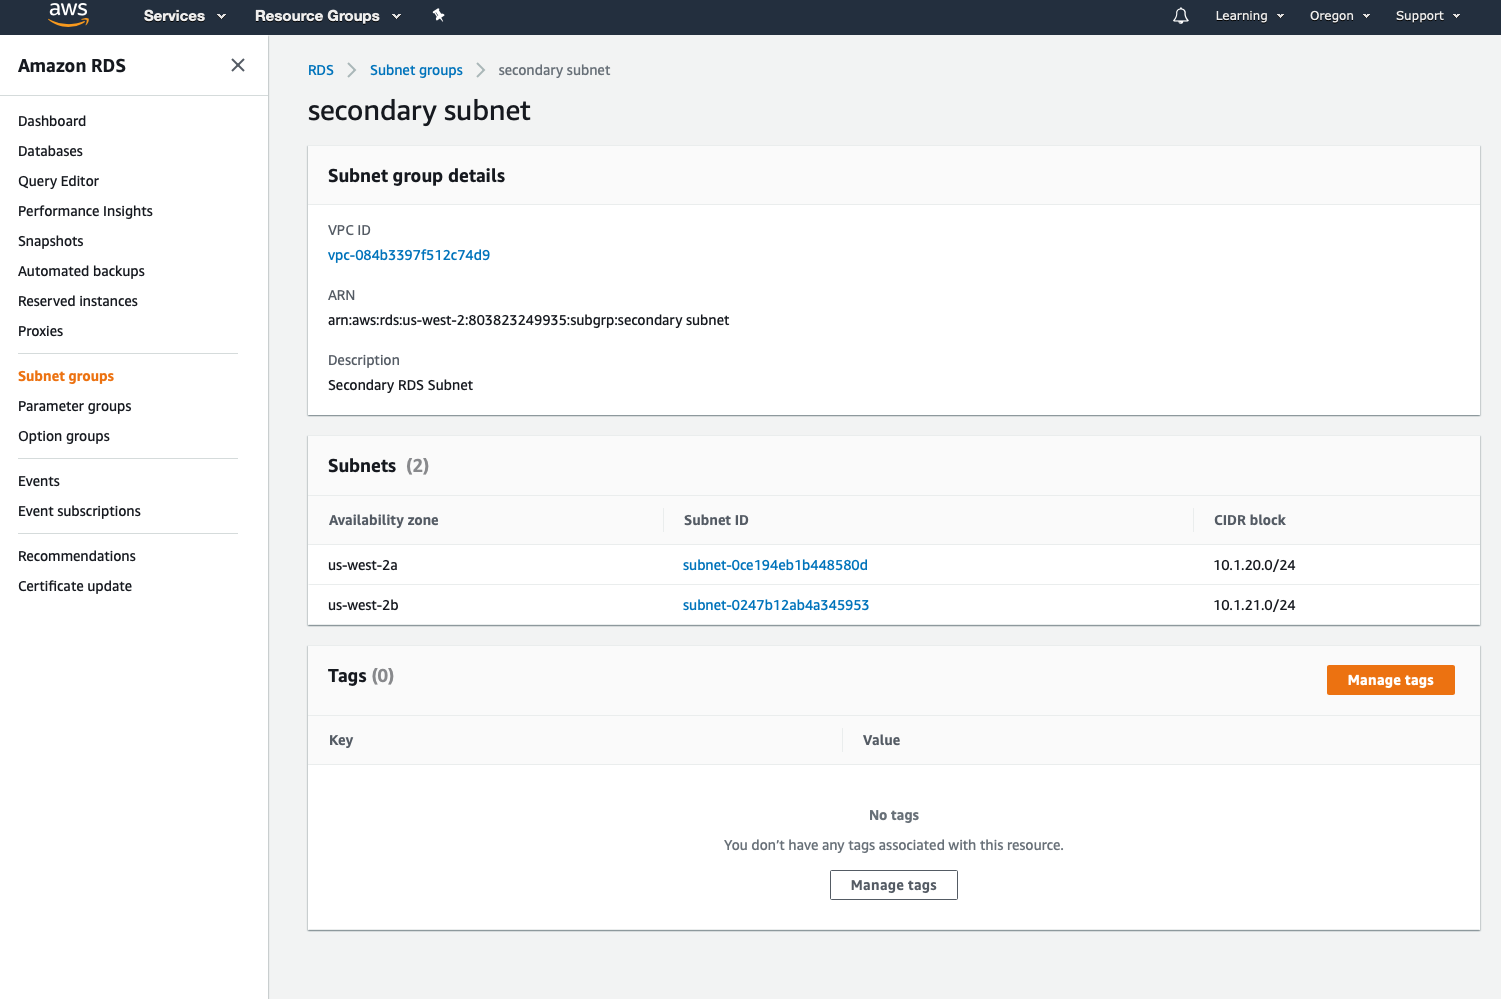 aws Services Resource Groups Learning Oregon Support
Amazon RDS
Dashboard
Databases
Query Editor
Performance Insights
Snapshots
Automated backups
Reserved instances
Proxies
Subnet groups
Parameter groups
Option groups
Events
Event subscriptions
Recommendations
Certificate update
RDS Subnet groups secondary subnet
secondary subnet
Subnet group details
VPC ID
vpc-084b3397f512c74d9
ARN
arn:aws:rds:us-west-2:803823249935:subgrp:secondary subnet
Description
Secondary RDS Subnet
Subnets (2)
Availability zone Subnet ID CIDR block
us-west-2a subnet-0ce194eb1b448580d 10.1.20.0/24
us-west-2b subnet-0247b12ab4a345953 10.1.21.0/24
Tags (0) Manage tags
Key Value
No tags
You don't have any tags associated with this resource.
Manage tags